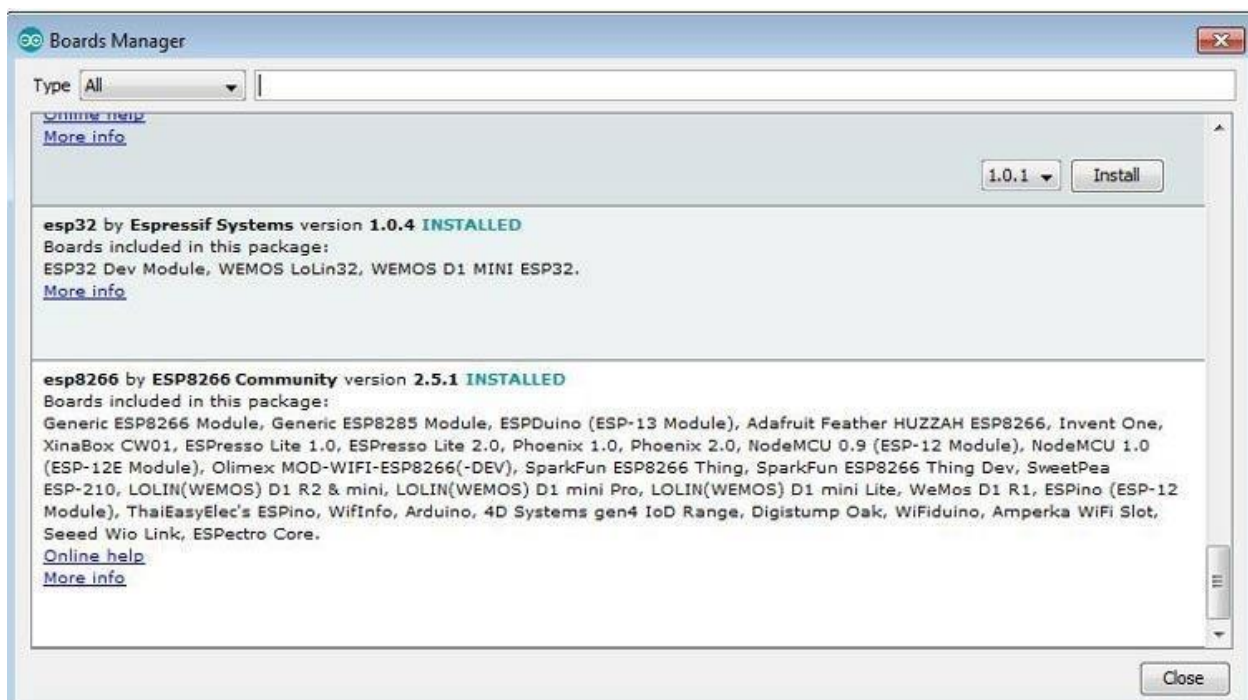 Boards Manager
Type All
Online help
More info
1.0.1 Install
esp32 by Espressif Systems version 1.0.4 INSTALLED
Boards included in this package:
ESP32 Dev Module, WEMOS LoLin32, WEMOS D1 MINI ESP32.
More info
esp8266 by ESP8266 Community version 2.5.1 INSTALLED
Boards included in this package:
Generic ESP8266 Module, Generic ESP8285 Module, ESPDuino (ESP-13 Module), Adafruit Feather HUZZAH ESP8266, Invent One,
XinaBox CW01, ESPresso Lite 1.0, ESPresso Lite 2.0, Phoenix 1.0, Phoenix 2.0, NodeMCU 0.9 (ESP-12 Module), NodeMCU 1.0
(ESP-12E Module), Olimex MOD-WIFI-ESP8266(-DEV), SparkFun ESP8266 Thing, SparkFun ESP8266 Thing Dev, SweetPea
ESP-210, LOLIN(WEMOS) D1 R2 & mini, LOLIN(WEMOS) D1 mini Pro, LOLIN(WEMOS) D1 mini Lite, WeMos D1 R1, ESPino (ESP-12
Module), ThaiEasyElec's ESPino, WifInfo, Arduino, 4D Systems gen4 IoD Range, Digistump Oak, WiFiduino, Amperka WiFi Slot,
Seeed Wio Link, ESPectro Core.
Online help
More info
Close